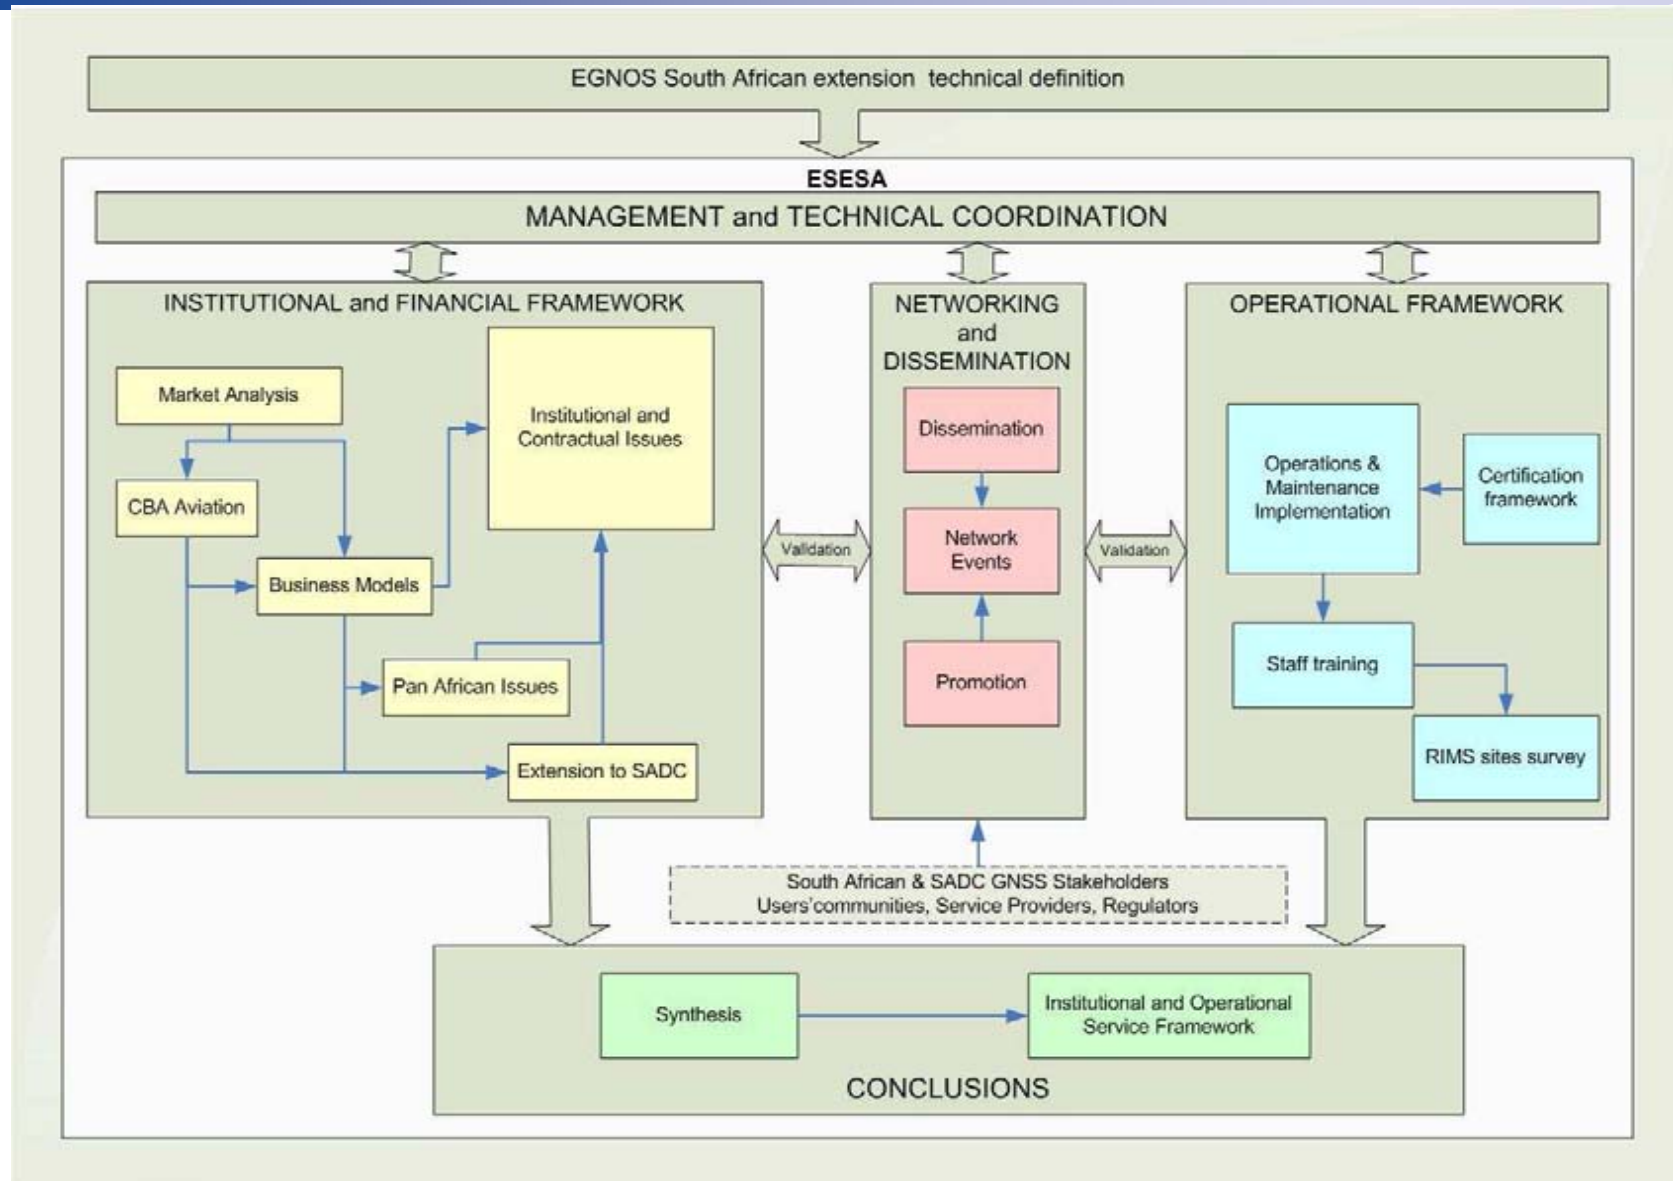 EGNOS South African extension technical definition
ESESA
MANAGEMENT and TECHNICAL COORDINATION
INSTITUTIONAL and FINANCIAL FRAMEWORK
Market Analysis
CBA Aviation
Business Models
Institutional and
Contractual Issues
Pan African Issues
Extension to SADC
Validation
NETWORKING
and
DISSEMINATION
Dissemination
Network
Events
Promotion
Validation
OPERATIONAL FRAMEWORK
Operations &
Maintenance
Implementation
Certification
framework
Staff training
RIMS sites survey
South African & SADC GNSS Stakeholders
Users'communities, Service Providers, Regulators
Synthesis
Institutional and Operational
Service Framework
CONCLUSIONS